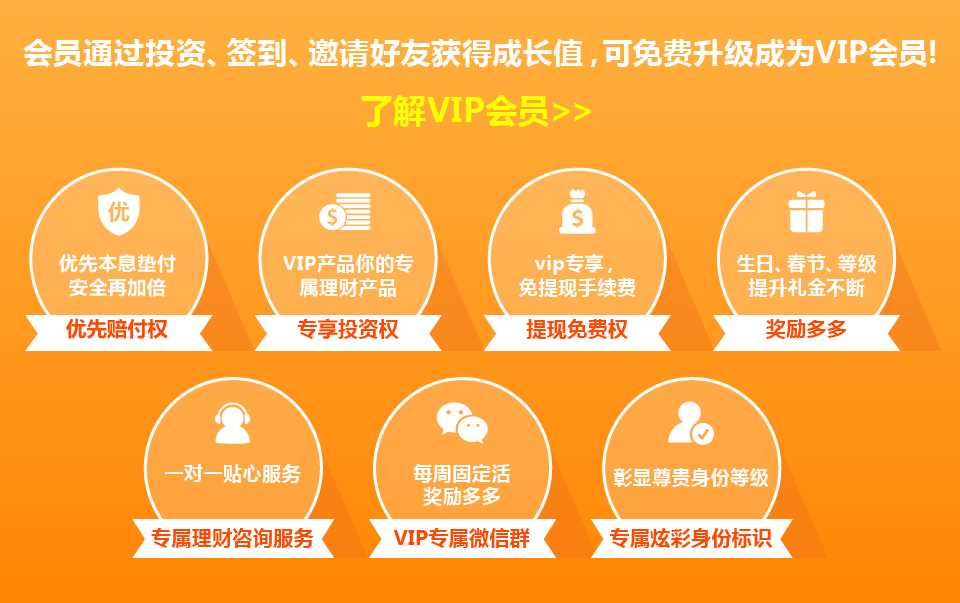 会员通过投资、签到、邀请好友获得成长值,可免费升级成为VIP会员!
了解VIP会员>>
优
优先本息垫付
安全再加倍
优先赔付权
$
VIP产品你的专
属理财产品
专享投资权
$
vip专享,
免提现手续费
提现免费权
生日、春节、等级
提升礼金不断
奖励多多
一对一贴心服务
专属理财咨询服务
每周固定活
奖励多多
VIP专属微信群
彰显尊贵身份等级
专属炫彩身份标识